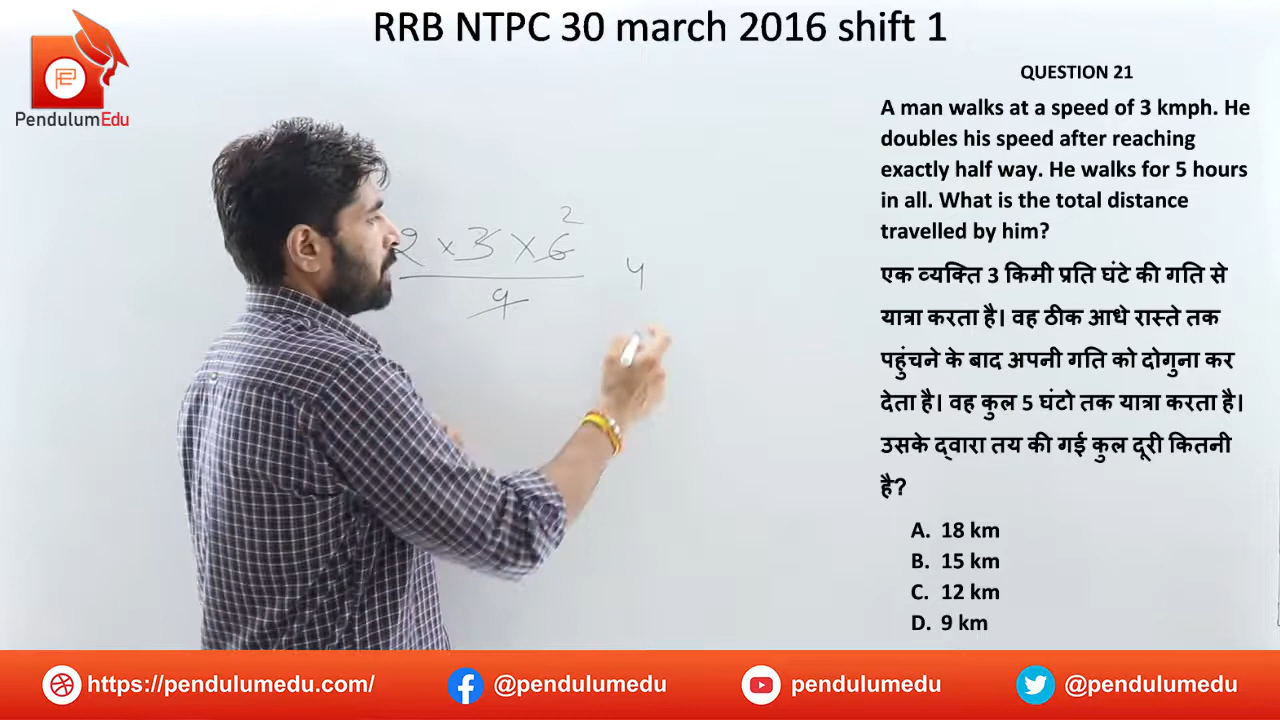 RRB NTPC 30 march 2016 shift 1
PendulumEdu
QUESTION 21
A man walks at a speed of 3 kmph. He
doubles his speed after reaching
exactly half way. He walks for 5 hours
in all. What is the total distance
travelled by him?
एक व्यक्ति 3 किमी प्रति घंटे की गति से
यात्रा करता है। वह ठीक आधे रास्ते तक
पहुंचने के बाद अपनी गति को दोगुना कर
देता है। वह कुल 5 घंटो तक यात्रा करता है।
उसके द्वारा तय की गई कुल दूरी कितनी
है?
A. 18 km
B. 15 km
C. 12 km
D. 9 km
2
2 × 3 × 6
9
4
https://pendulumedu.com/
@pendulumedu
pendulumedu
@pendulumedu